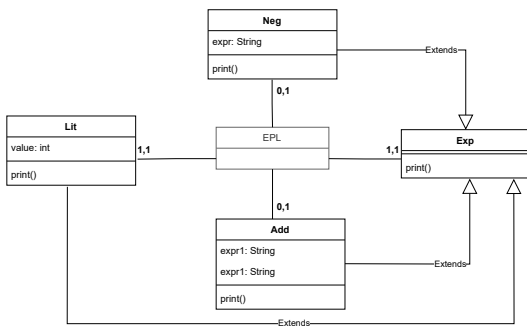 Neg
expr: String
print()
Extends
0,1
Lit
value: int
print()
1,1
EPL
1,1
Exp
print()
0,1
Add
expr1: String
expr1: String
print()
Extends
Extends